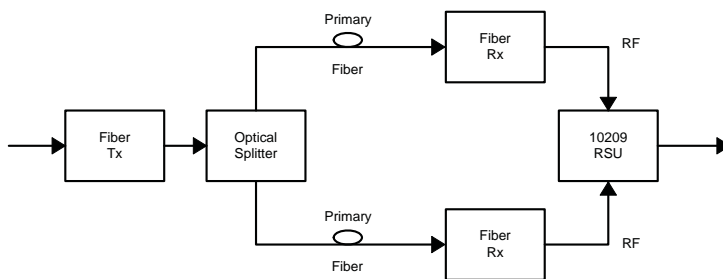 Primary
Fiber
Fiber
Rx
RF
Fiber
Tx
Optical
Splitter
10209
RSU
Primary
Fiber
Fiber
Rx
RF